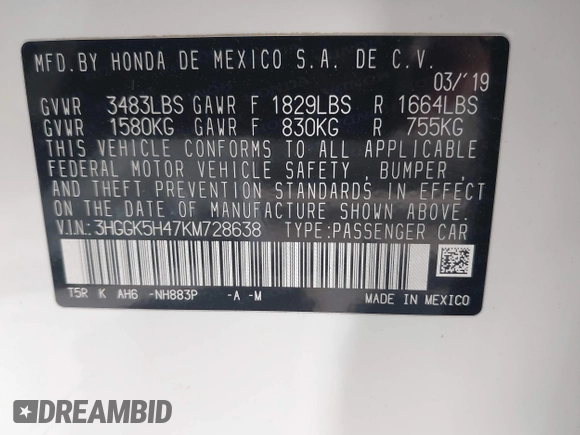 MFD.BY HONDA DE MEXICO S.A. DE C.V.
03/'19
GVWR 3483LBS GAWR F 1829LBS R 1664LBS
GVWR 1580KG GAWR F 830KG R 755KG
THIS VEHICLE CONFORMS TO ALL APPLICABLE
FEDERAL MOTOR VEHICLE SAFETY , BUMPER ,
AND THEFT PREVENTION STANDARDS IN EFFECT
ON THE DATE OF MANUFACTURE SHOWN ABOVE.
V.I.N: 3HGGK5H47KM728638 TYPE:PASSENGER CAR
T5R K AH6 -NH883P -A -M MADE IN MEXICO
DREAMBID